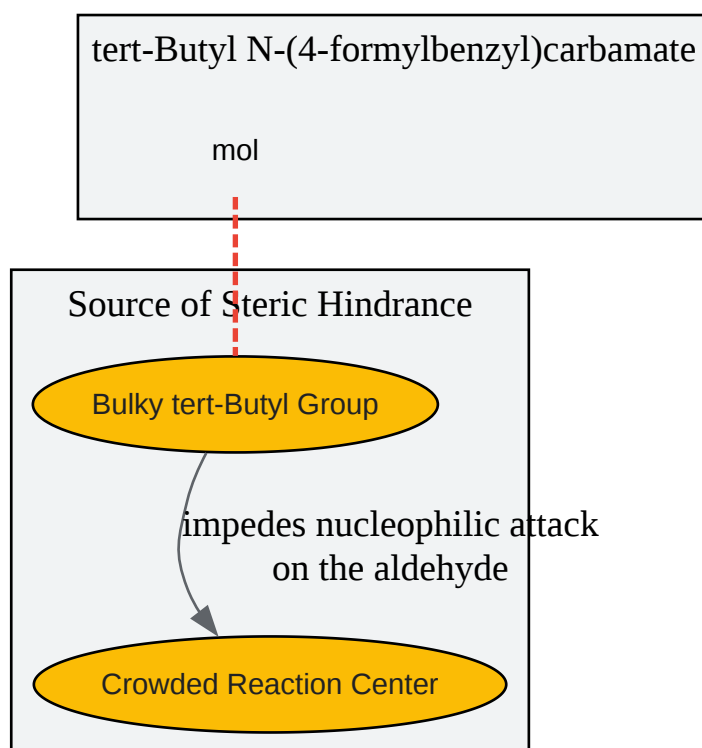 tert-Butyl N-(4-formylbenzyl)carbamate
mol
Source of Steric Hindrance
Bulky tert-Butyl Group
impedes nucleophilic attack
on the aldehyde
Crowded Reaction Center